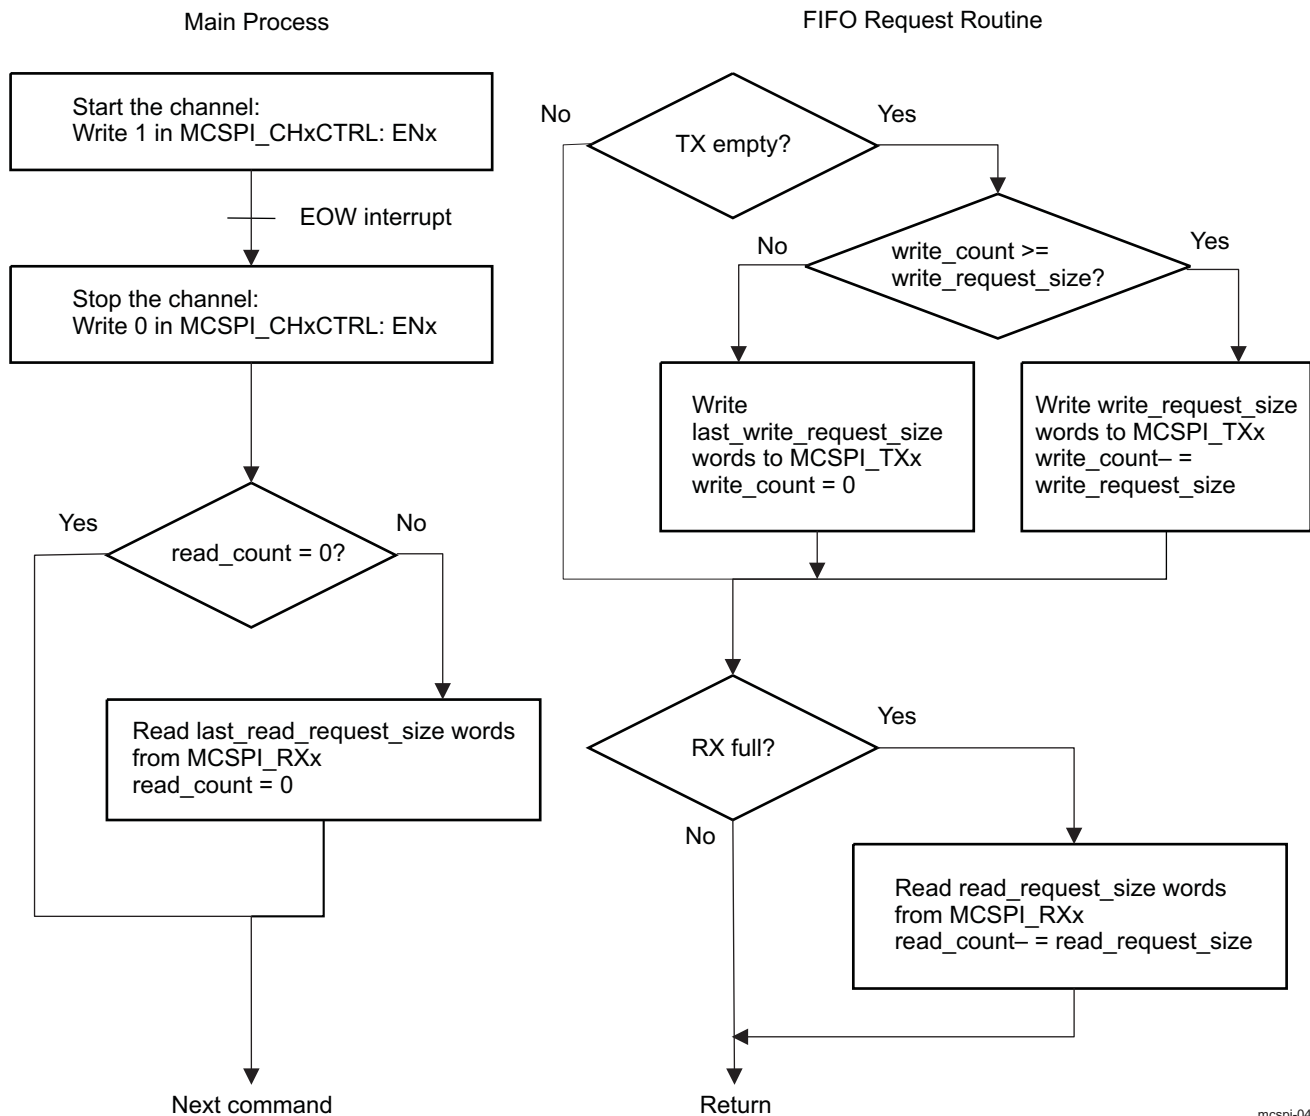 Main Process
Start the channel:
Write 1 in MCSPI_CHxCTRL: ENx
EOW interrupt
Stop the channel:
Write 0 in MCSPI_CHxCTRL: ENx
Yes
No
read_count = 0?
Read last_read_request_size words
from MCSPI_RXx
read_count = 0
Next command
FIFO Request Routine
No
Yes
TX empty?
No
Yes
write_count >=
write_request_size?
Write
last_write_request_size
words to MCSPI_TXx
write_count = 0
Write write_request_size
words to MCSPI_TXx
write_count– =
write_request_size
Yes
RX full?
No
Read read_request_size words
from MCSPI_RXx
read_count– = read_request_size
Return